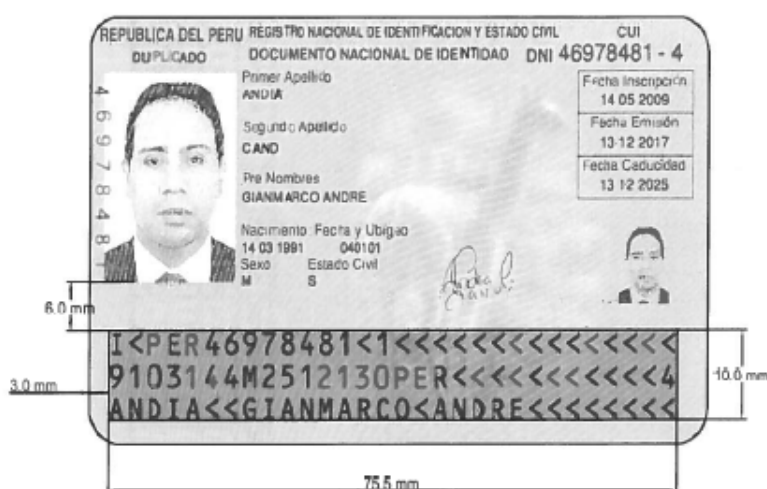 REPUBLICA DEL PERU REGISTRO NACIONAL DE IDENTIFICACION Y ESTADO CIVIL CUI
DUPLICADO DOCUMENTO NACIONAL DE IDENTIDAD DNI 46978481 - 4
Primer Apellido
ANDIA
Segundo Apellido
CANO
Pre Nombres
GIANMARCO ANDRE
Nacimiento Fecha y Ubigeo
14 03 1991 040101
Sexo Estado Civil
M S
Fecha Inscripción
14 05 2009
Fecha Emisión
13 12 2017
Fecha Caducidad
13 12 2025
46978481
6.0 mm
I<PER46978481<1<<<<<<<<<<<<<<<
9103144M2512130PER<<<<<<<<<<<4
ANDIA<<GIANMARCO<ANDRE<<<<<<<<
3.0 mm
10.0 mm
75.5 mm